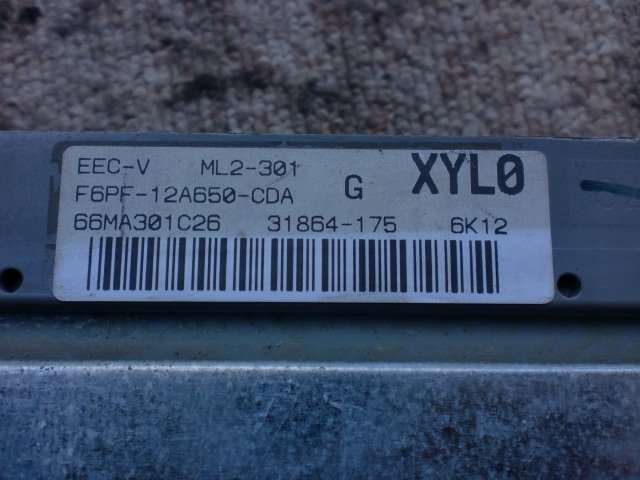 EEC-V ML2-301 XYL0
F6PF-12A650-CDA G
66MA301C26 31864-175 6K12